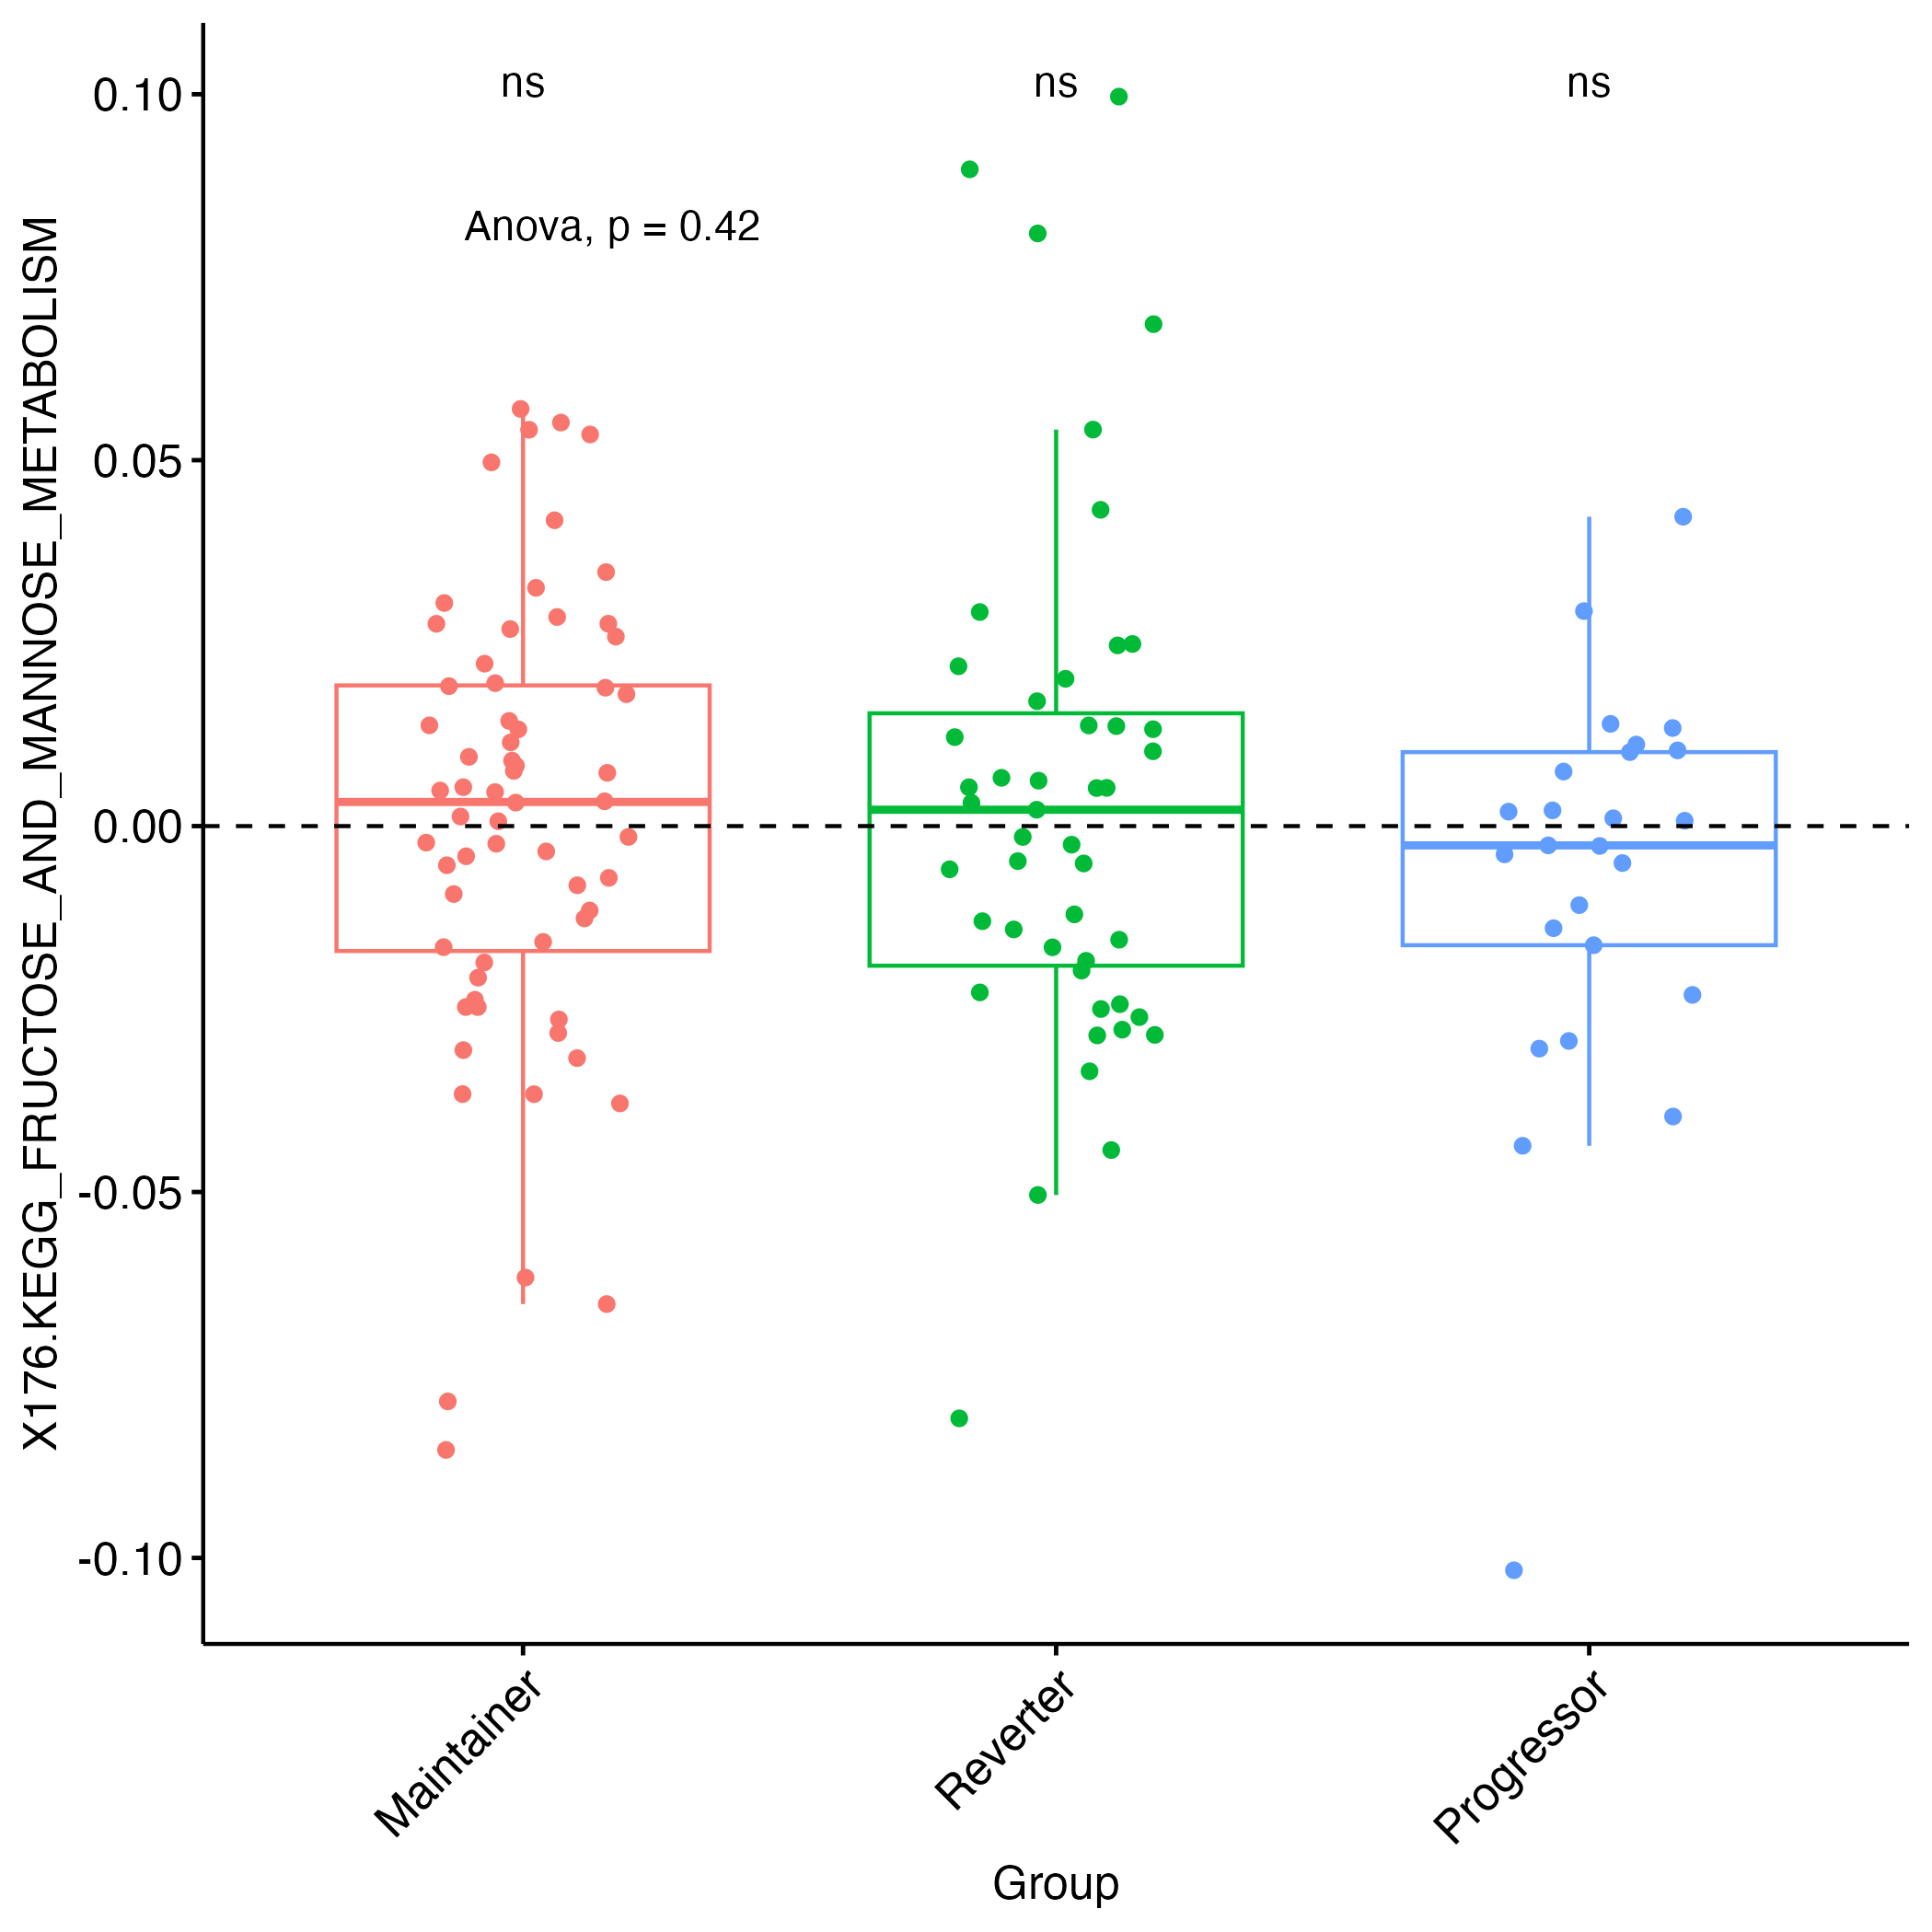 ns
ns
ns
Anova, p = 0.42
X176.KEGG_FRUCTOSE_AND_MANNOSE_METABOLISM
0.10
0.05
0.00
-0.05
-0.10
Maintainer
Reverter
Progressor
Group